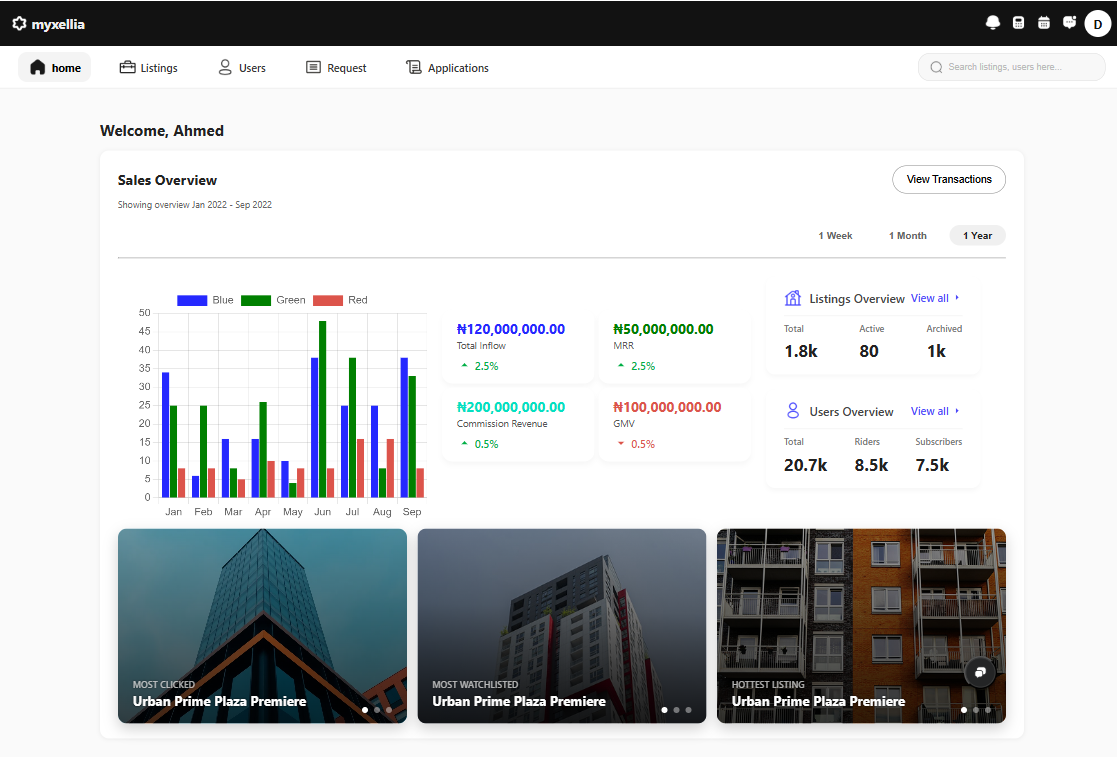 myxellia
D
home
Listings
Users
Request
Applications
Search listings, users here...
Welcome, Ahmed
Sales Overview
View Transactions
Showing overview Jan 2022 - Sep 2022
1 Week
1 Month
1 Year
Blue
Green
Red
50
45
40
35
30
25
20
15
10
5
0
Jan
Feb
Mar
Apr
May
Jun
Jul
Aug
Sep
₦120,000,000.00
Total Inflow
2.5%
₦50,000,000.00
MRR
2.5%
₦200,000,000.00
Commission Revenue
0.5%
₦100,000,000.00
GMV
0.5%
Listings Overview
View all
Total
Active
Archived
1.8k
80
1k
Users Overview
View all
Total
Riders
Subscribers
20.7k
8.5k
7.5k
MOST CLICKED
Urban Prime Plaza Premiere
MOST WATCHLISTED
Urban Prime Plaza Premiere
HOTTEST LISTING
Urban Prime Plaza Premiere